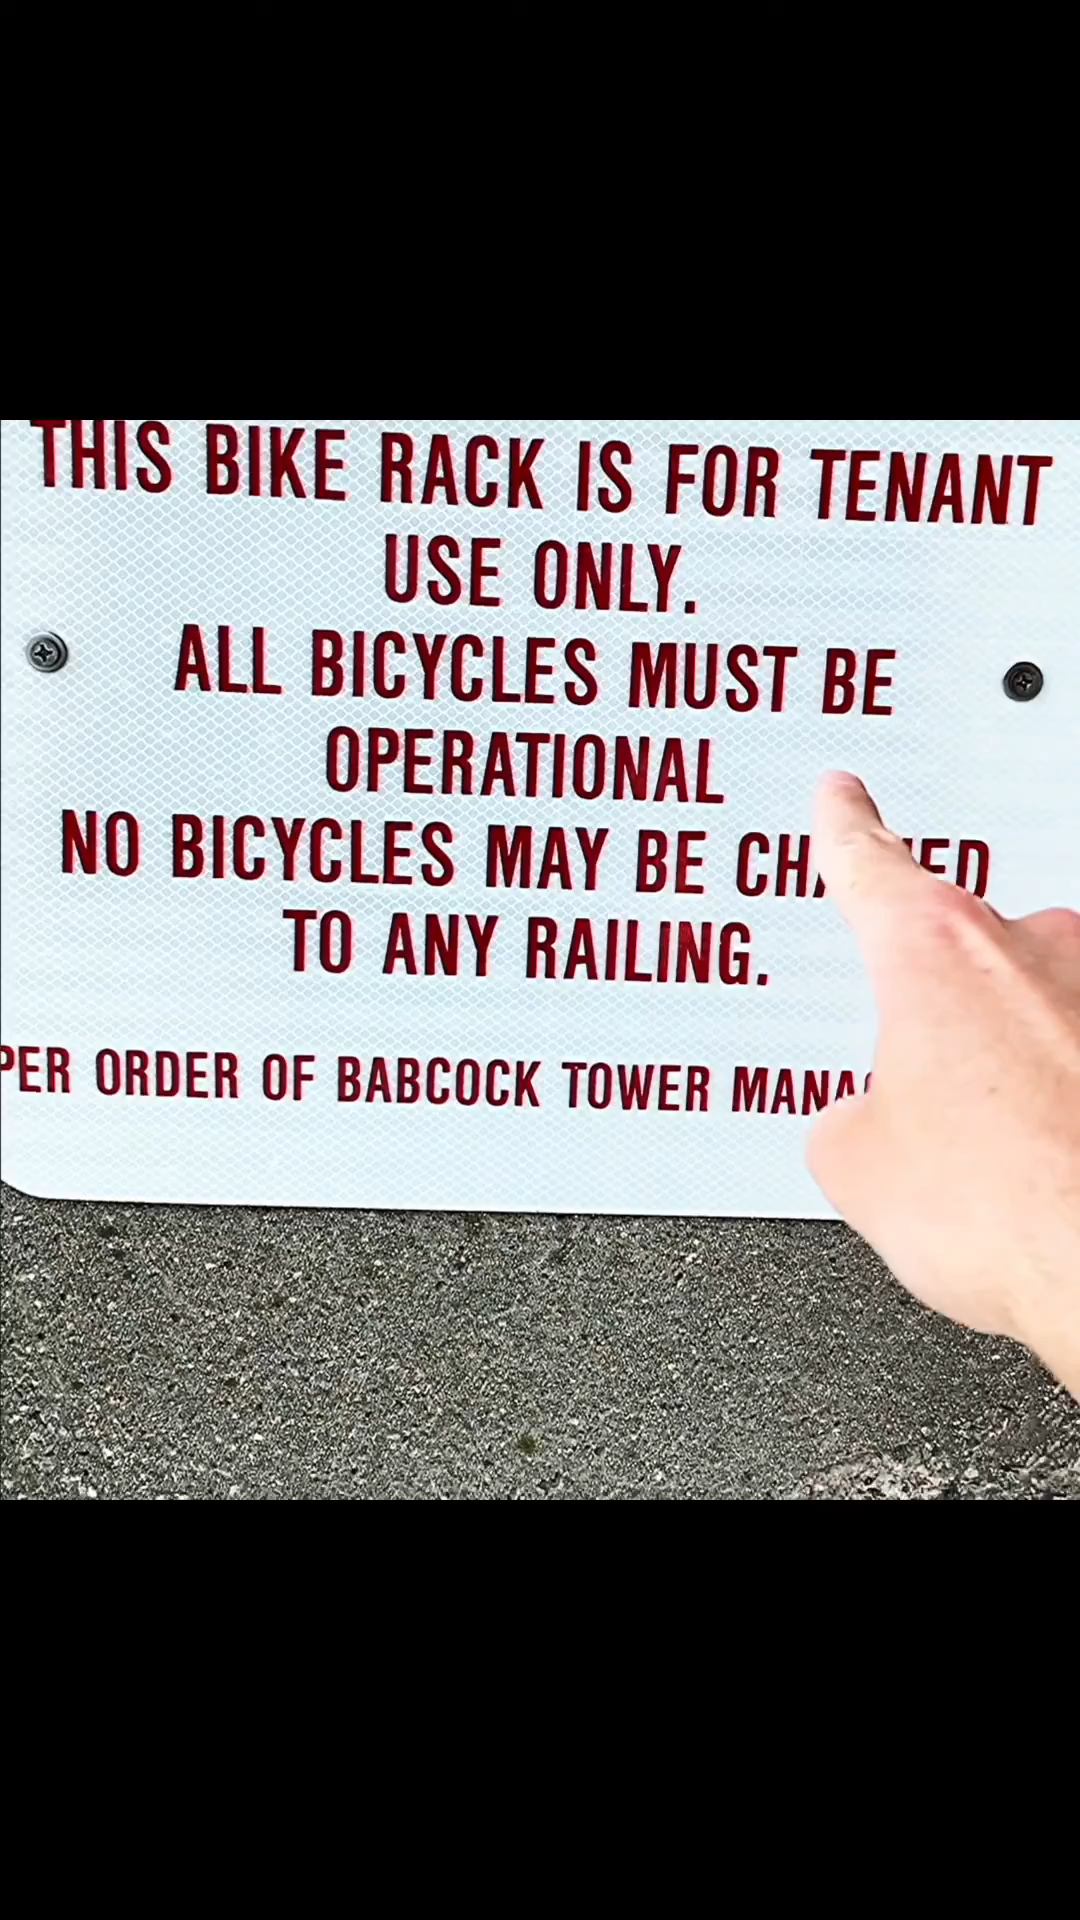 THIS BIKE RACK IS FOR TENANT
USE ONLY.
ALL BICYCLES MUST BE
OPERATIONAL
NO BICYCLES MAY BE
TO ANY RAILING.
PER ORDER OF BABCOCK TOWER